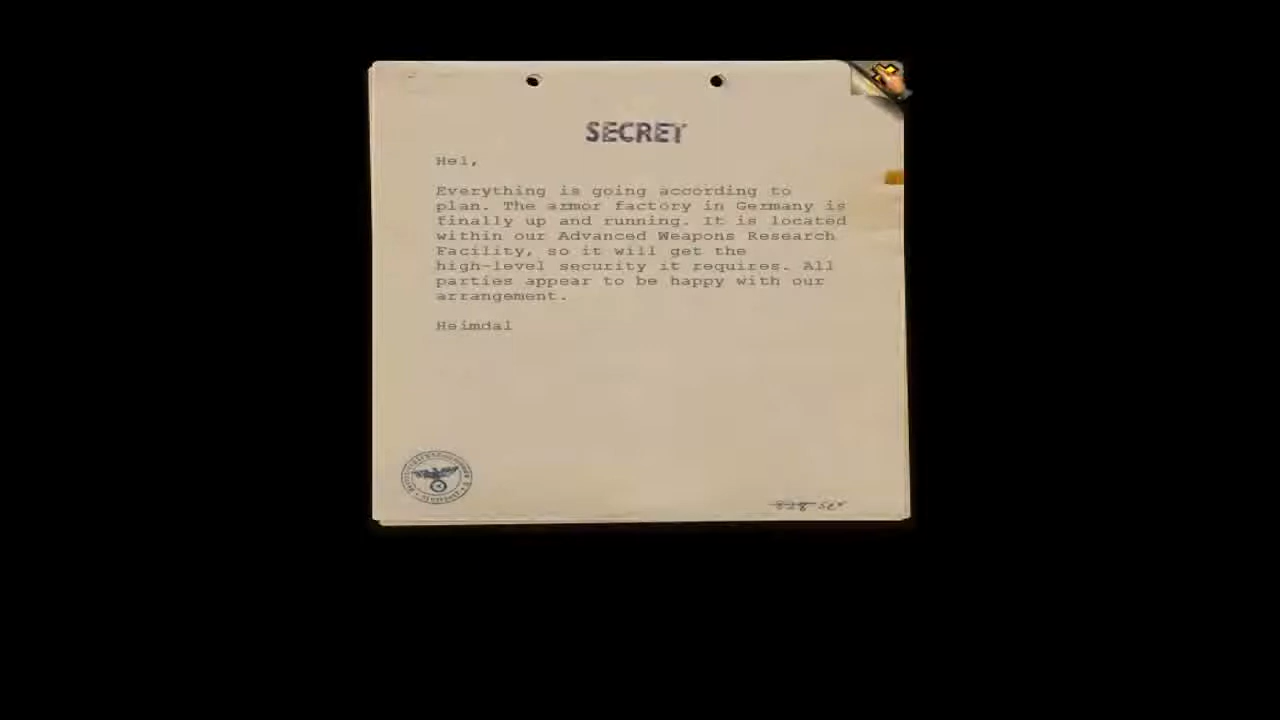 SECRET
Hel,
Everything is going according to
plan. The armor factory in Germany is
finally up and running. It is located
within our Advanced Weapons Research
Facility, so it will get the
high-level security it requires. All
parties appear to be happy with our
arrangement.
Heimdal